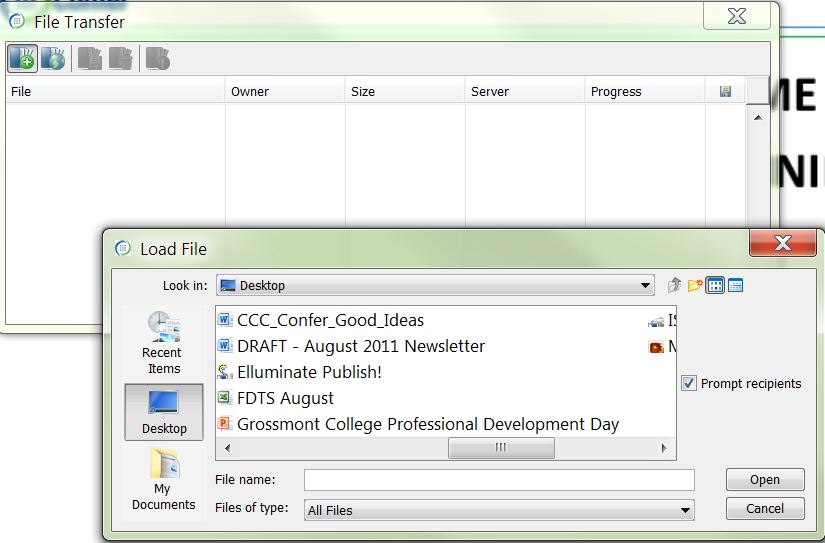 File Transfer
File Owner Size Server Progress
ME
Load File
Look in: Desktop
Recent Items
Desktop
My Documents
CCC_Confer_Good_Ideas
DRAFT - August 2011 Newsletter
Elluminate Publish!
FDTS August
Grossmont College Professional Development Day
Prompt recipients
File name: Open
Files of type: All Files Cancel